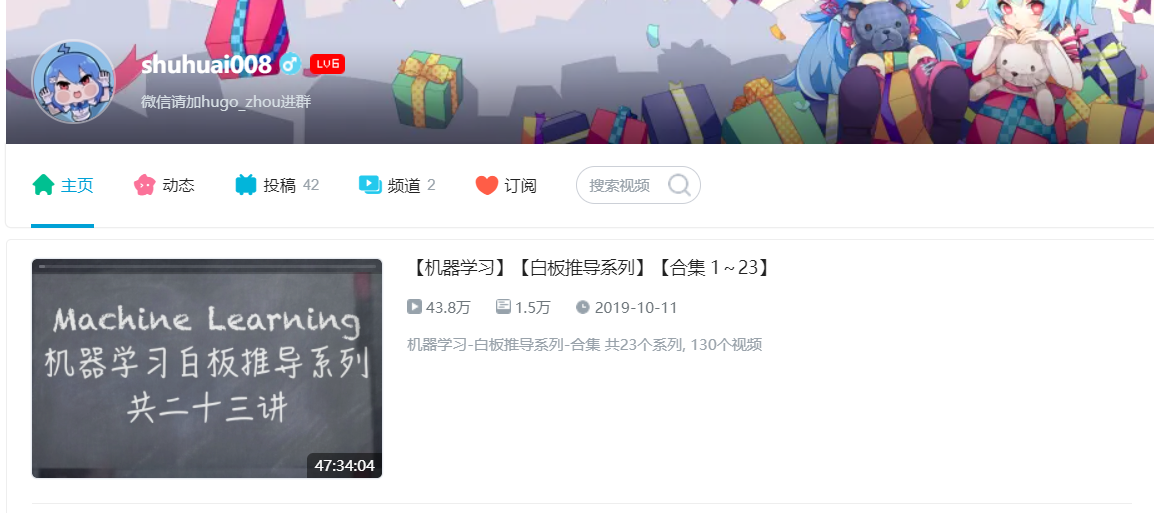 shuhuai008 LV6
微信请加hugo_zhou进群
主页 动态 投稿 42 频道 2 订阅 搜索视频
【机器学习】【白板推导系列】【合集 1～23】
43.8万 1.5万 2019-10-11
机器学习-白板推导系列-合集 共23个系列, 130个视频
Machine Learning
机器学习白板推导系列
共二十三讲
47:34:04